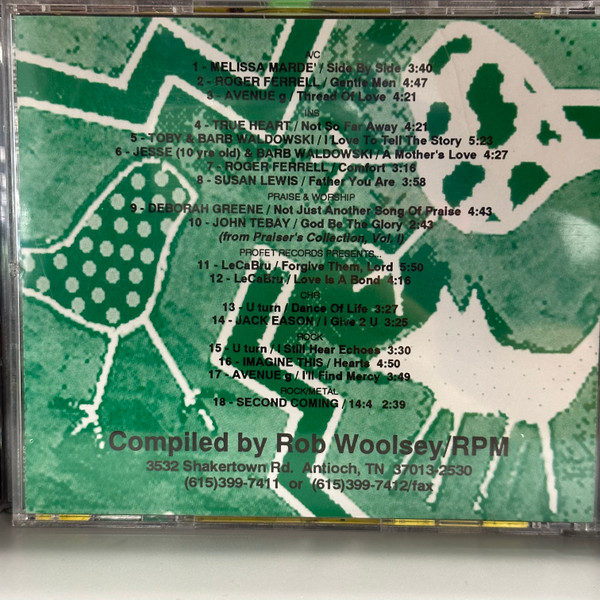 A/C
1 - MELISSA MARDE' / Side By Side 3:40
2 - ROGER FERRELL / Gentle Men 4:47
3 - AVENUE g / Thread Of Love 4:21
INS
4 - TRUE HEART / Not So Far Away 4:21
5 - TOBY & BARB WALDOWSKI / I Love To Tell The Story 5:23
6 - JESSE (10 yrs old) & BARB WALDOWSKI / A Mother's Love 4:27
7 - ROGER FERRELL / Comfort 3:16
8 - SUSAN LEWIS / Father You Are 3:58
PRAISE & WORSHIP
9 - DEBORAH GREENE / Not Just Another Song Of Praise 4:43
10 - JOHN TEBAY / God Be The Glory 2:43
(from Praiser's Collection, Vol. I)
PROFET RECORDS PRESENTS...
11 - LeCaBru / Forgive Them, Lord 5:50
12 - LeCaBru / Love Is A Bond 4:16
CHR
13 - U turn / Dance Of Life 3:27
14 - JACK EASON / I Give 2 U 3:25
ROCK
15 - U turn / I Still Hear Echoes 3:30
16 - IMAGINE THIS / Hearts 4:50
17 - AVENUE g / I'll Find Mercy 3:49
ROCK/METAL
18 - SECOND COMING / 14:4 2:39
Compiled by Rob Woolsey/RPM
3532 Shakertown Rd. Antioch, TN 37013-2530
(615)399-7411 or (615)399-7412/fax